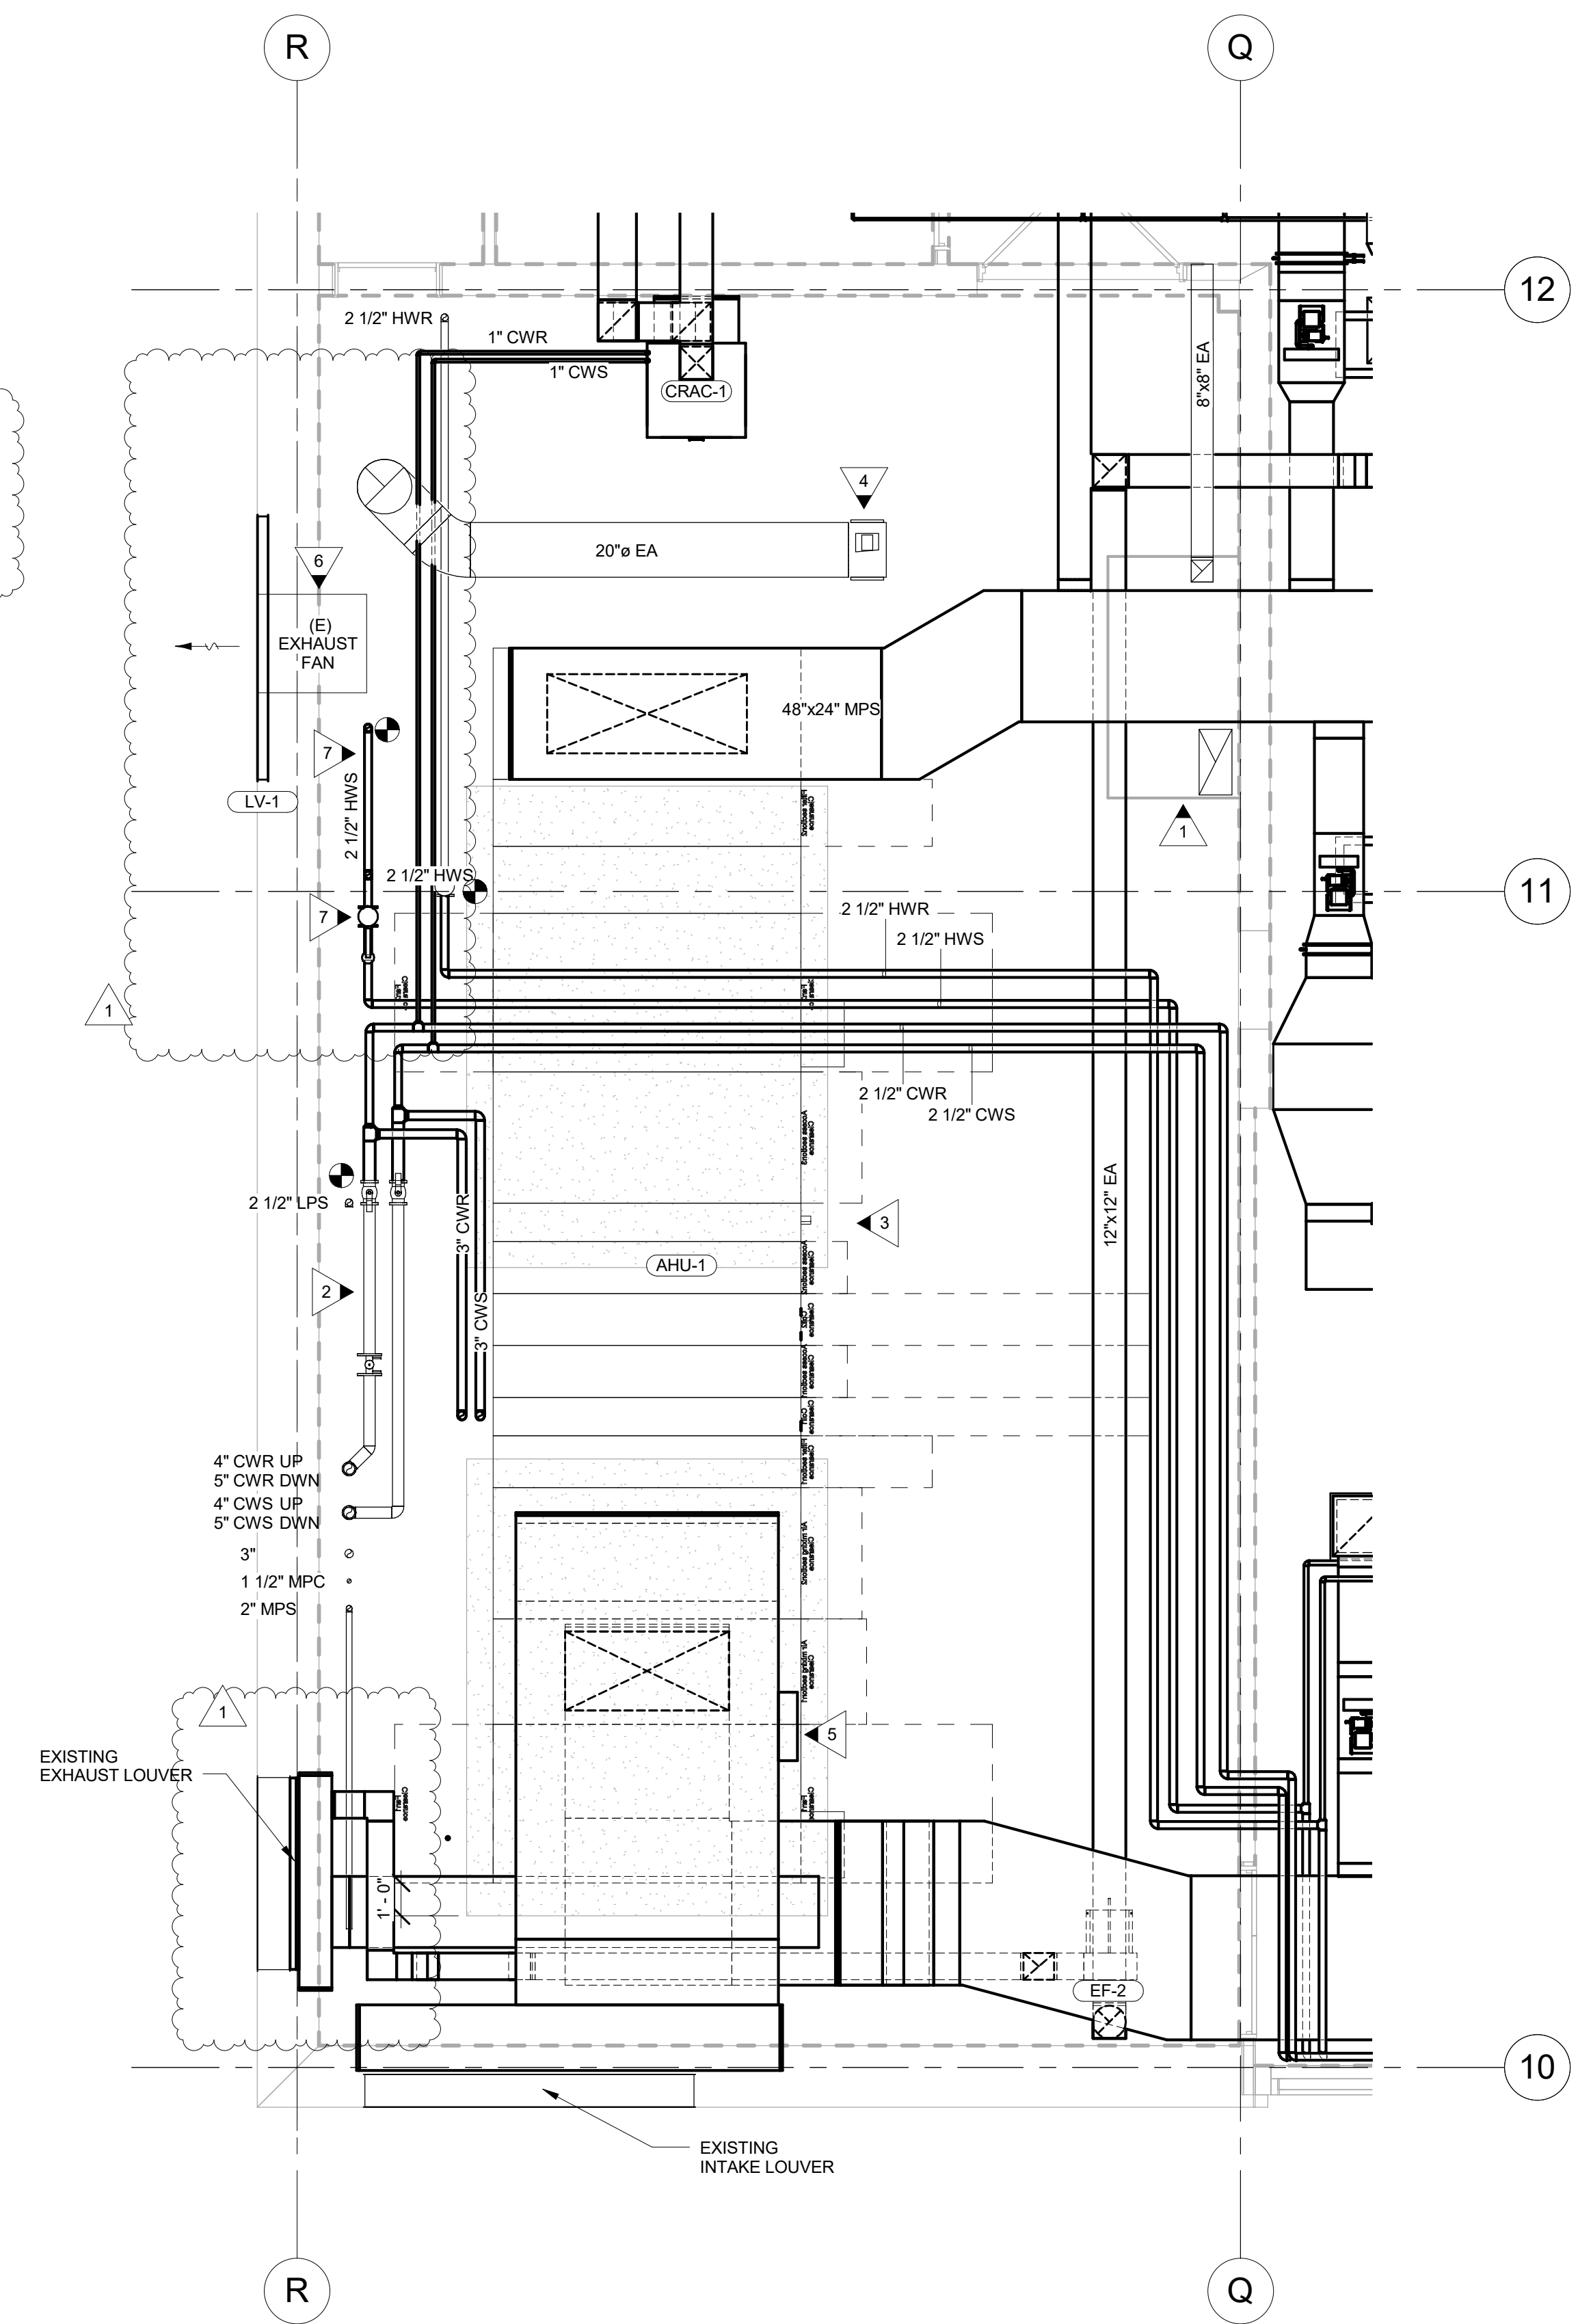 R
Q
12
2 1/2" HWR
1" CWR
1" CWS
CRAC-1
8"x8" EA
4
20"ø EA
6
(E)
EXHAUST
FAN
48"x24" MPS
7
LV-1
2 1/2" HWS
1
2 1/2" HWS
11
7
2 1/2" HWR
2 1/2" HWS
1
2 1/2" CWR
2 1/2" CWS
2 1/2" LPS
3" CWR
3" CWS
12"x12" EA
3
AHU-1
2
4" CWR UP
5" CWR DWN
4" CWS UP
5" CWS DWN
3"
1 1/2" MPC
2" MPS
1
5
EXISTING
EXHAUST LOUVER
1' - 0"
EF-2
10
EXISTING
INTAKE LOUVER
R
Q